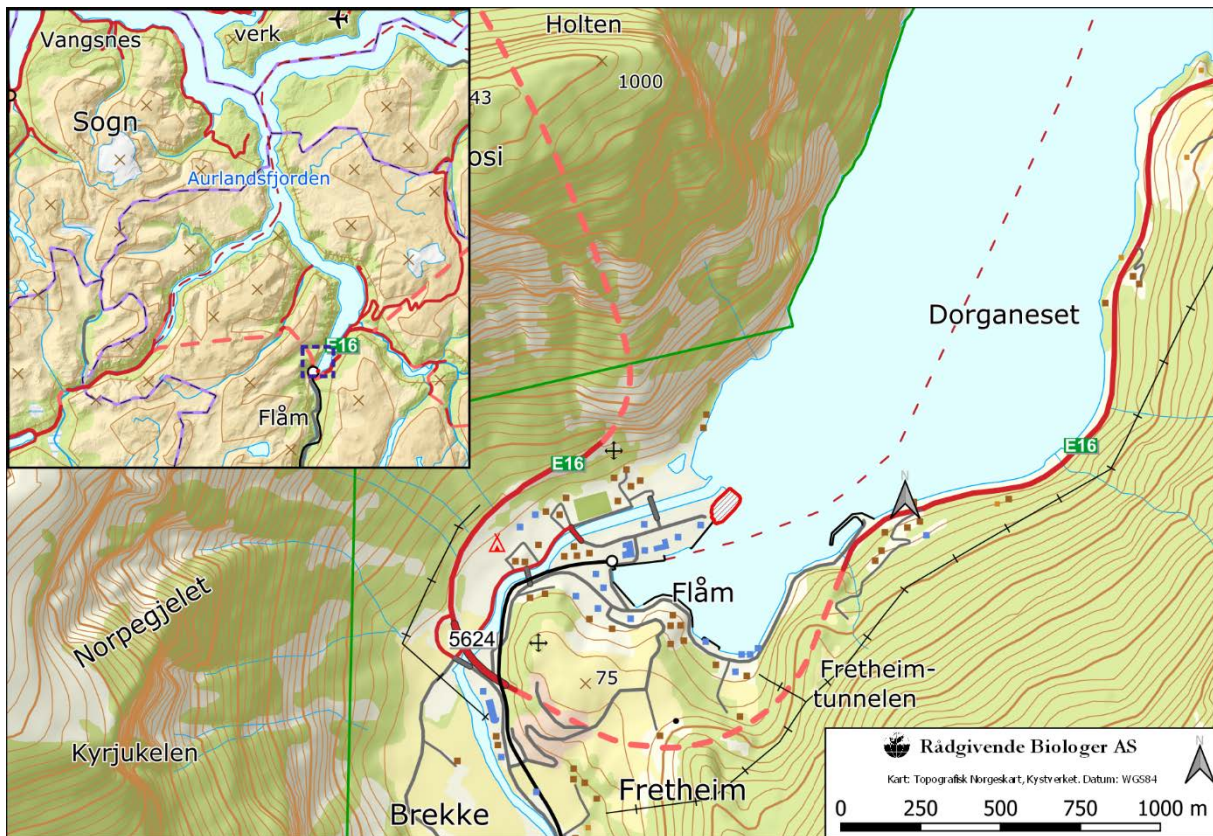 Vangsnes
verk
Sogn
Aurlandsfjorden
E16
Flåm
Holten
1000
43
osi
Dorganeset
E16
E16
N
Flåm
Norpegjelet
5624
75
Fretheim-
tunnelen
Kyrjukelen
Fretheim
Brekke
Rådgivende Biologer AS
N
Kart: Topografisk Norgeskart, Kystverket. Datum: WGS84
0 250 500 750 1000 m